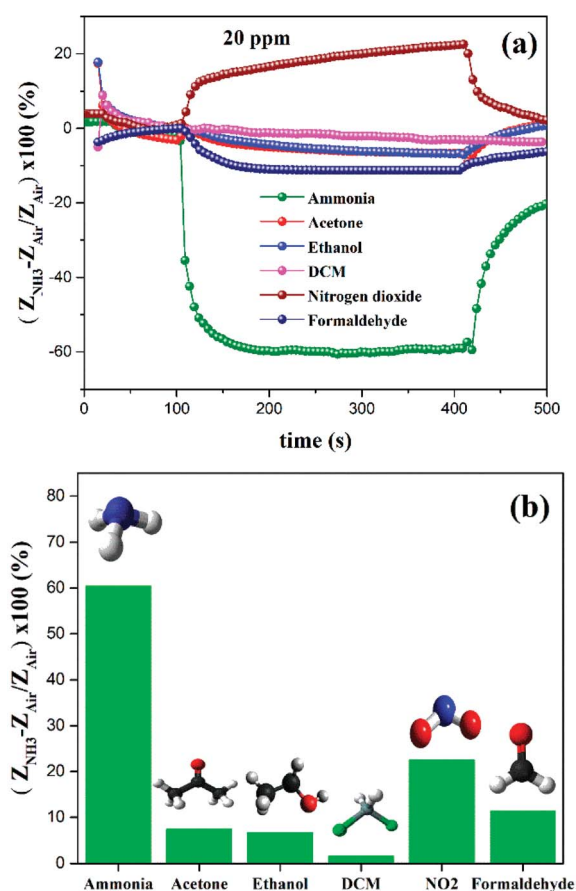 20 ppm
(a)
( Z_NH3-Z_Air/Z_Air) x100 (%)
20
0
-20
-40
-60
Ammonia
Acetone
Ethanol
DCM
Nitrogen dioxide
Formaldehyde
0 100 200 300 400 500
time (s)
(b)
( Z_NH3-Z_Air/Z_Air) x100 (%)
80
70
60
50
40
30
20
10
0
Ammonia Acetone Ethanol DCM NO2 Formaldehyde